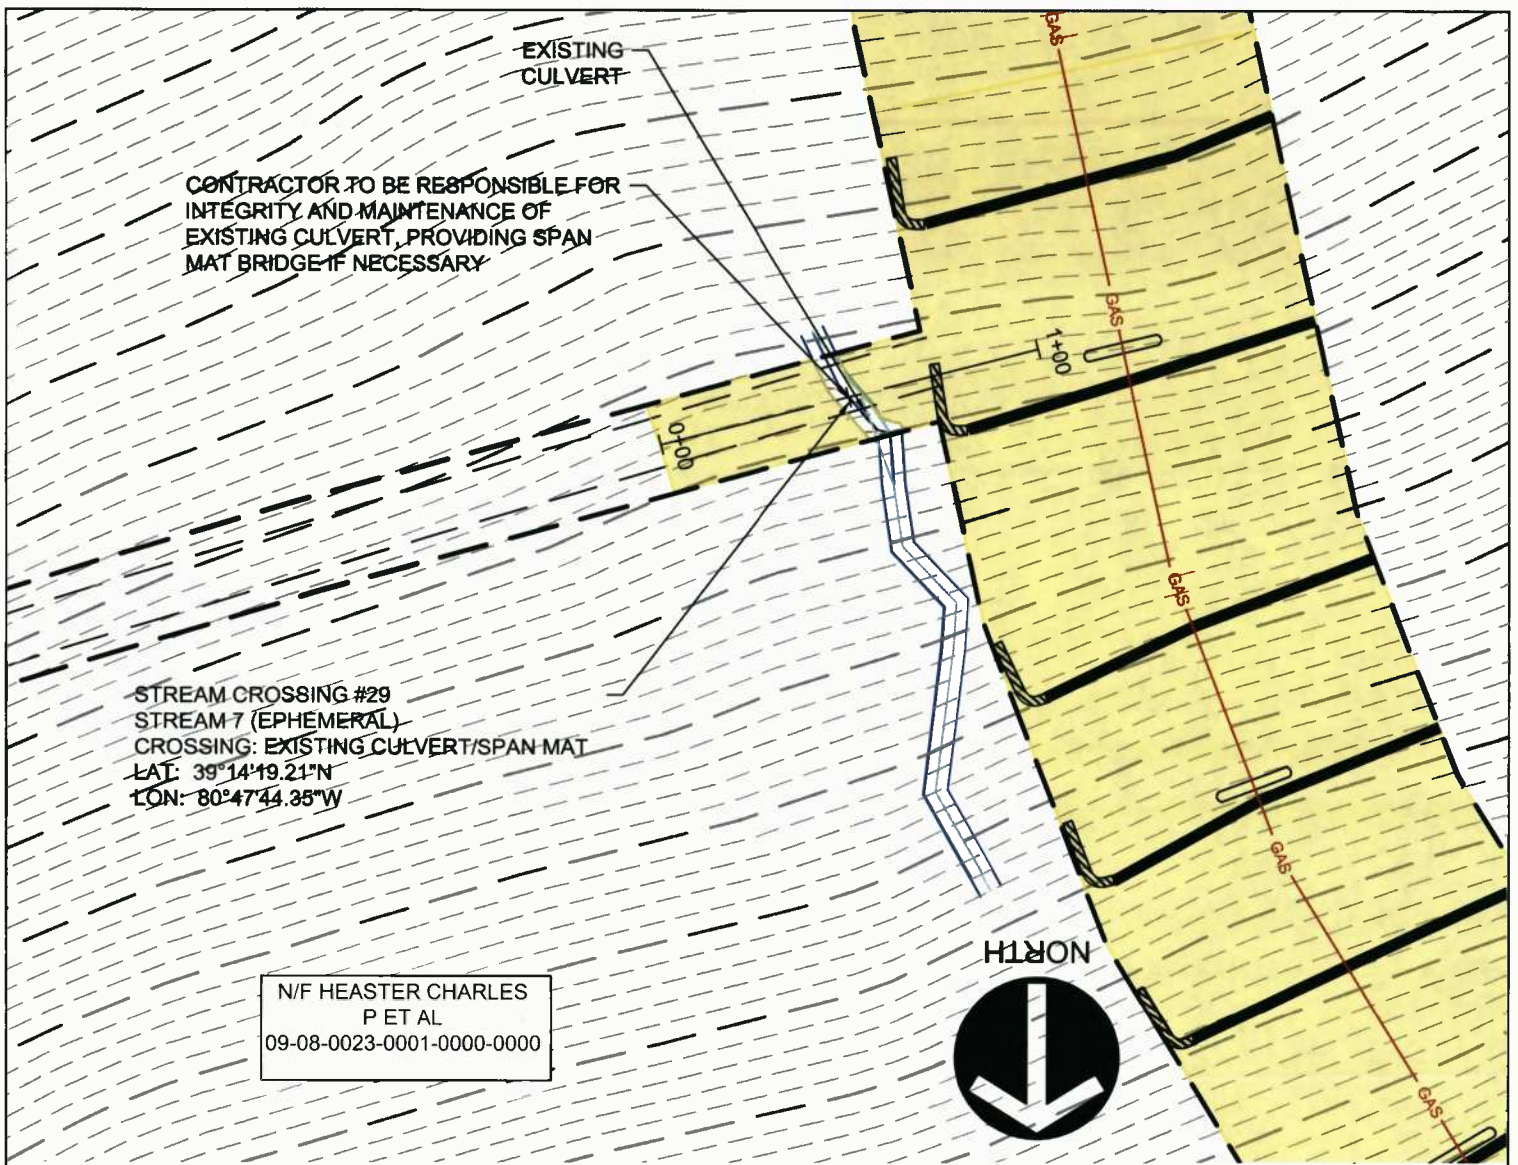 EXISTING
CULVERT
CONTRACTOR TO BE RESPONSIBLE FOR
INTEGRITY AND MAINTENANCE OF
EXISTING CULVERT, PROVIDING SPAN
MAT BRIDGE IF NECESSARY
GAS
GAS
1+00
0+00
GAS
STREAM CROSSING #29
STREAM 7 (EPHEMERAL)
CROSSING: EXISTING CULVERT/SPAN MAT
LAT: 39°14'19.21"N
LON: 80°47'44.35"W
GAS
NORTH
N/F HEASTER CHARLES
P ET AL
09-08-0023-0001-0000-0000
GAS